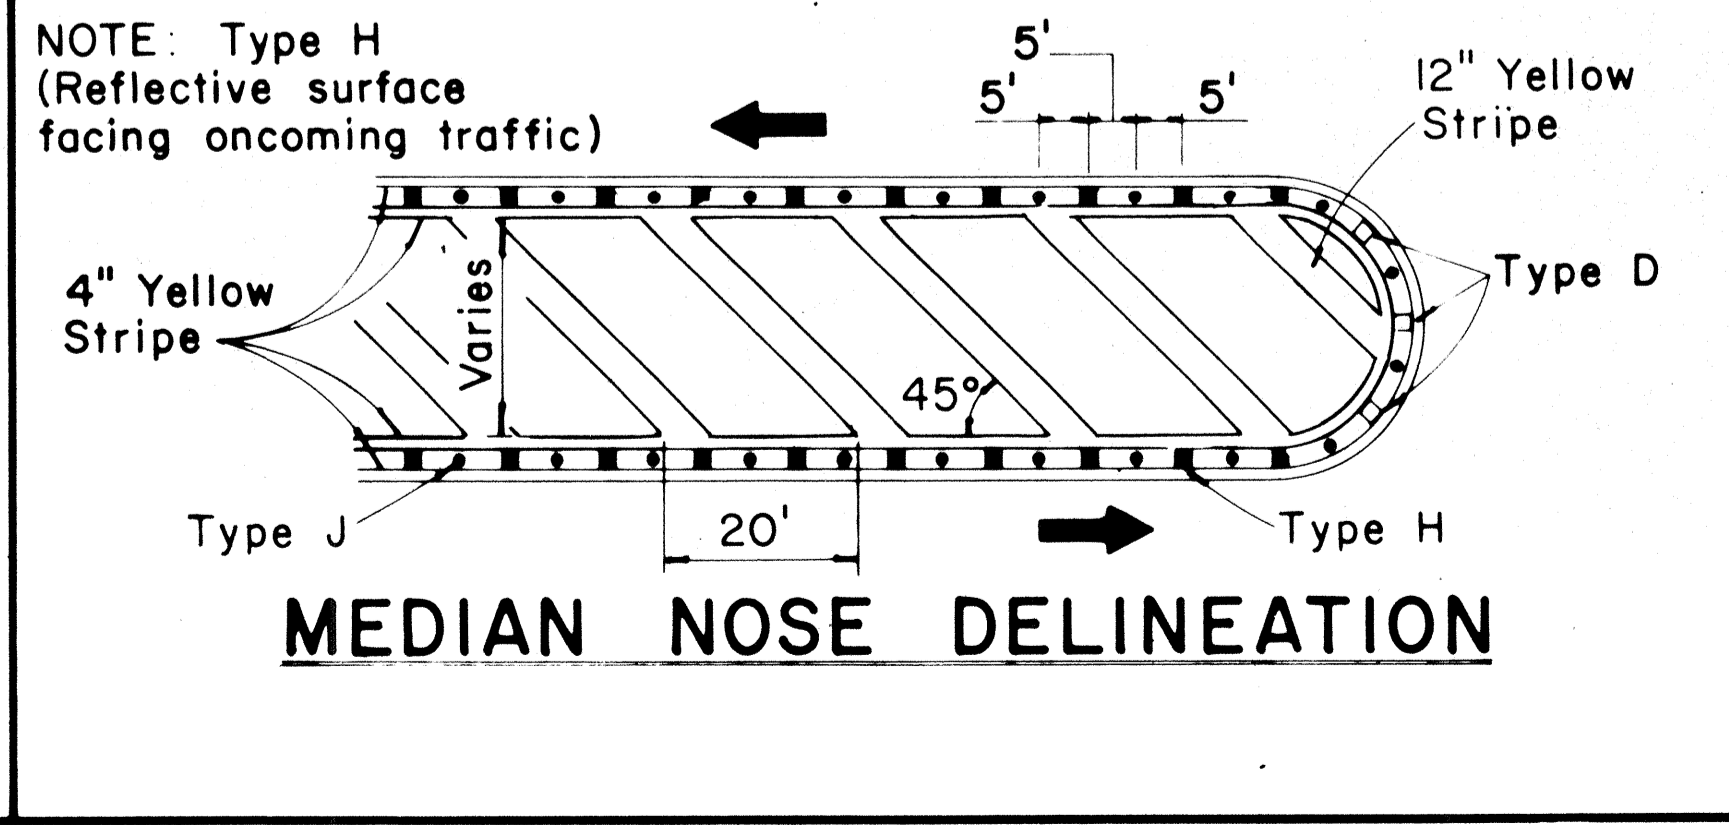 NOTE: Type H
(Reflective surface
facing oncoming traffic)
5'
5'
5'
12" Yellow
Stripe
4" Yellow
Stripe
Varies
45°
Type D
Type J
20'
Type H
MEDIAN NOSE DELINEATION